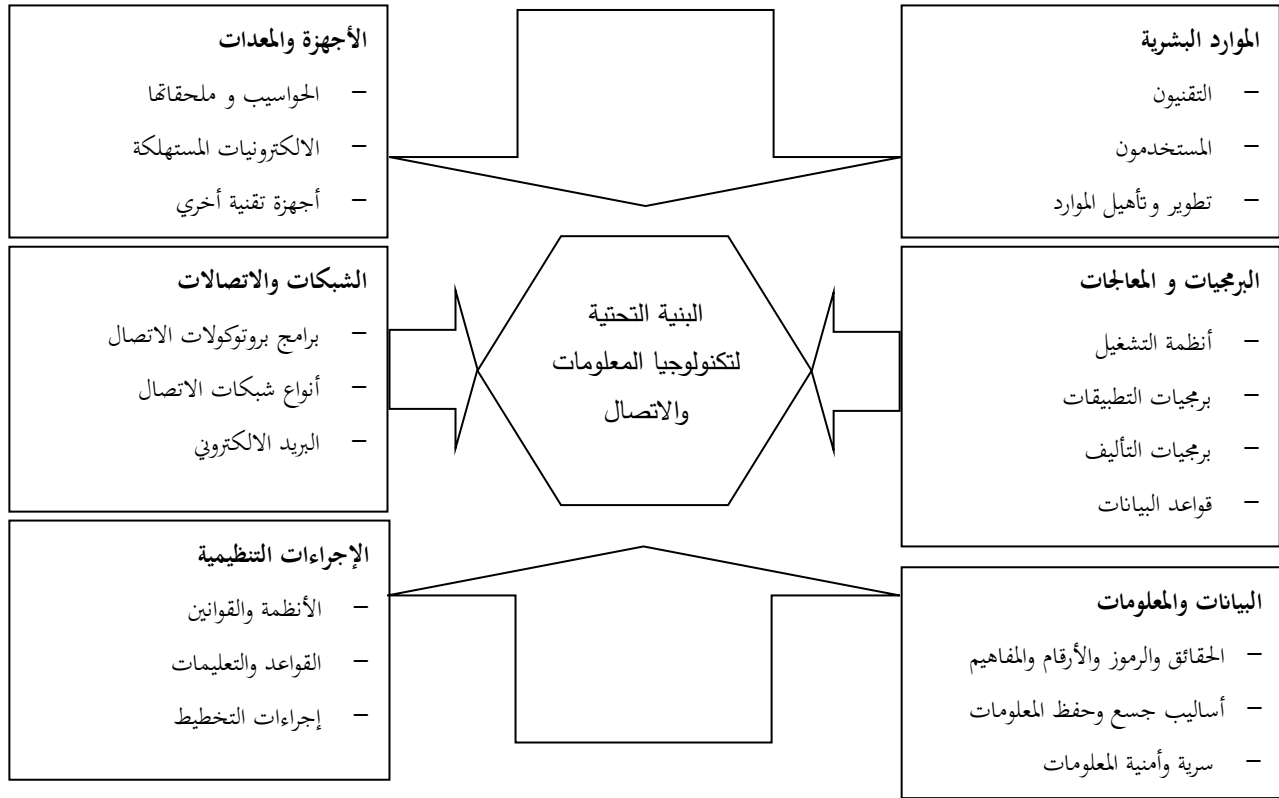 الموارد البشرية
– التقنيون
– المستخدمون
– تطوير وتأهيل الموارد
الأجهزة والمعدات
– الحواسيب و ملحقاتها
– الالكترونيات المستهلكة
– أجهزة تقنية أخري
البرمجيات و المعالجات
– أنظمة التشغيل
– برمجيات التطبيقات
– برمجيات التأليف
– قواعد البيانات
البنية التحتية
لتكنولوجيا المعلومات
والاتصال
الشبكات والاتصالات
– برامج بروتوكولات الاتصال
– أنواع شبكات الاتصال
– البريد الالكتروني
البيانات والمعلومات
– الحقائق والرموز والأرقام والمفاهيم
– أساليب جسع وحفظ المعلومات
– سرية وأمنية المعلومات
الإجراءات التنظيمية
– الأنظمة والقوانين
– القواعد والتعليمات
– إجراءات التخطيط